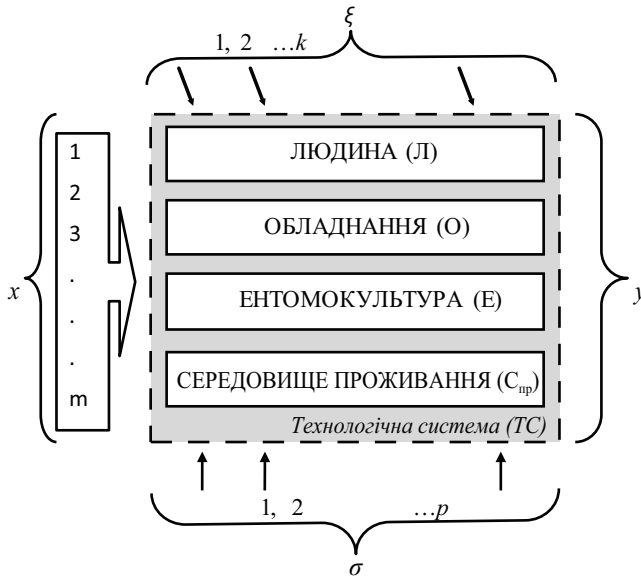 ξ
1, 2 …k
x
1
2
3
.
.
.
m
ЛЮДИНА (Л)
ОБЛАДНАННЯ (О)
ЕНТОМОКУЛЬТУРА (Е)
СЕРЕДОВИЩЕ ПРОЖИВАННЯ (Спр)
Технологічна система (ТС)
y
1, 2 …p
σ